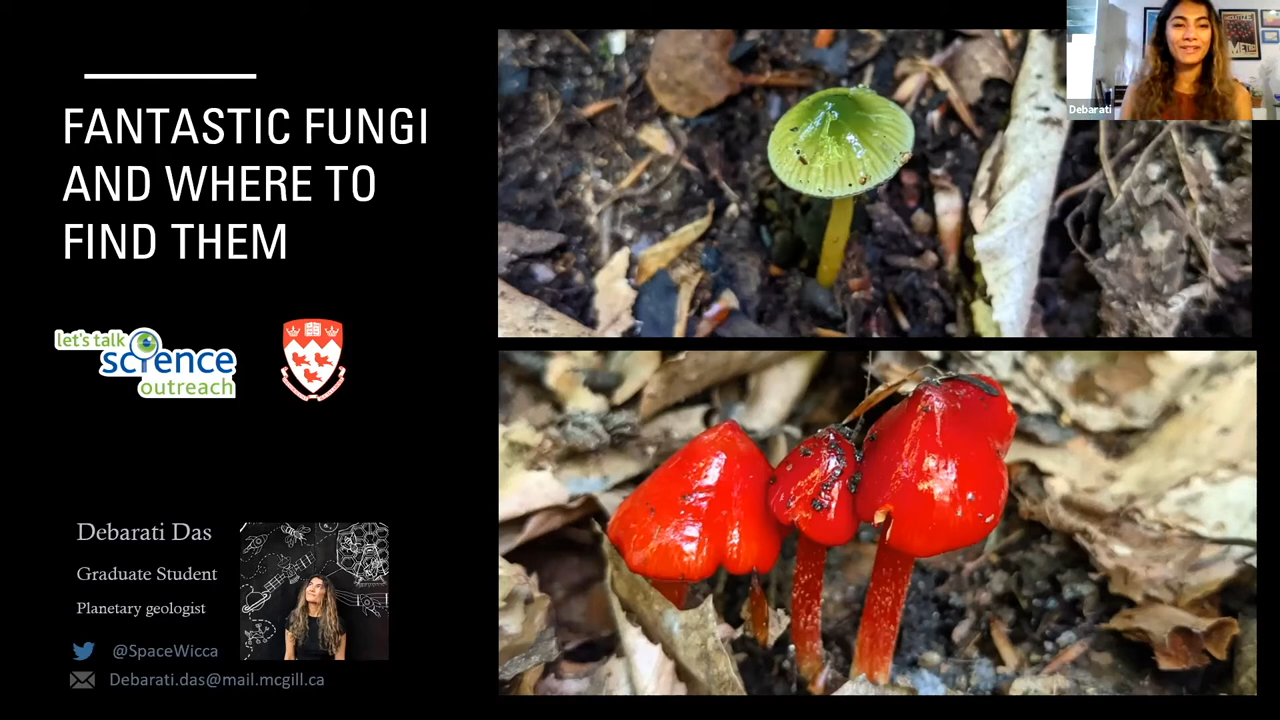 FANTASTIC FUNGI
AND WHERE TO
FIND THEM
let's talk
science
outreach
Debarati Das
Graduate Student
Planetary geologist
@SpaceWicca
Debarati.das@mail.mcgill.ca
Debarati